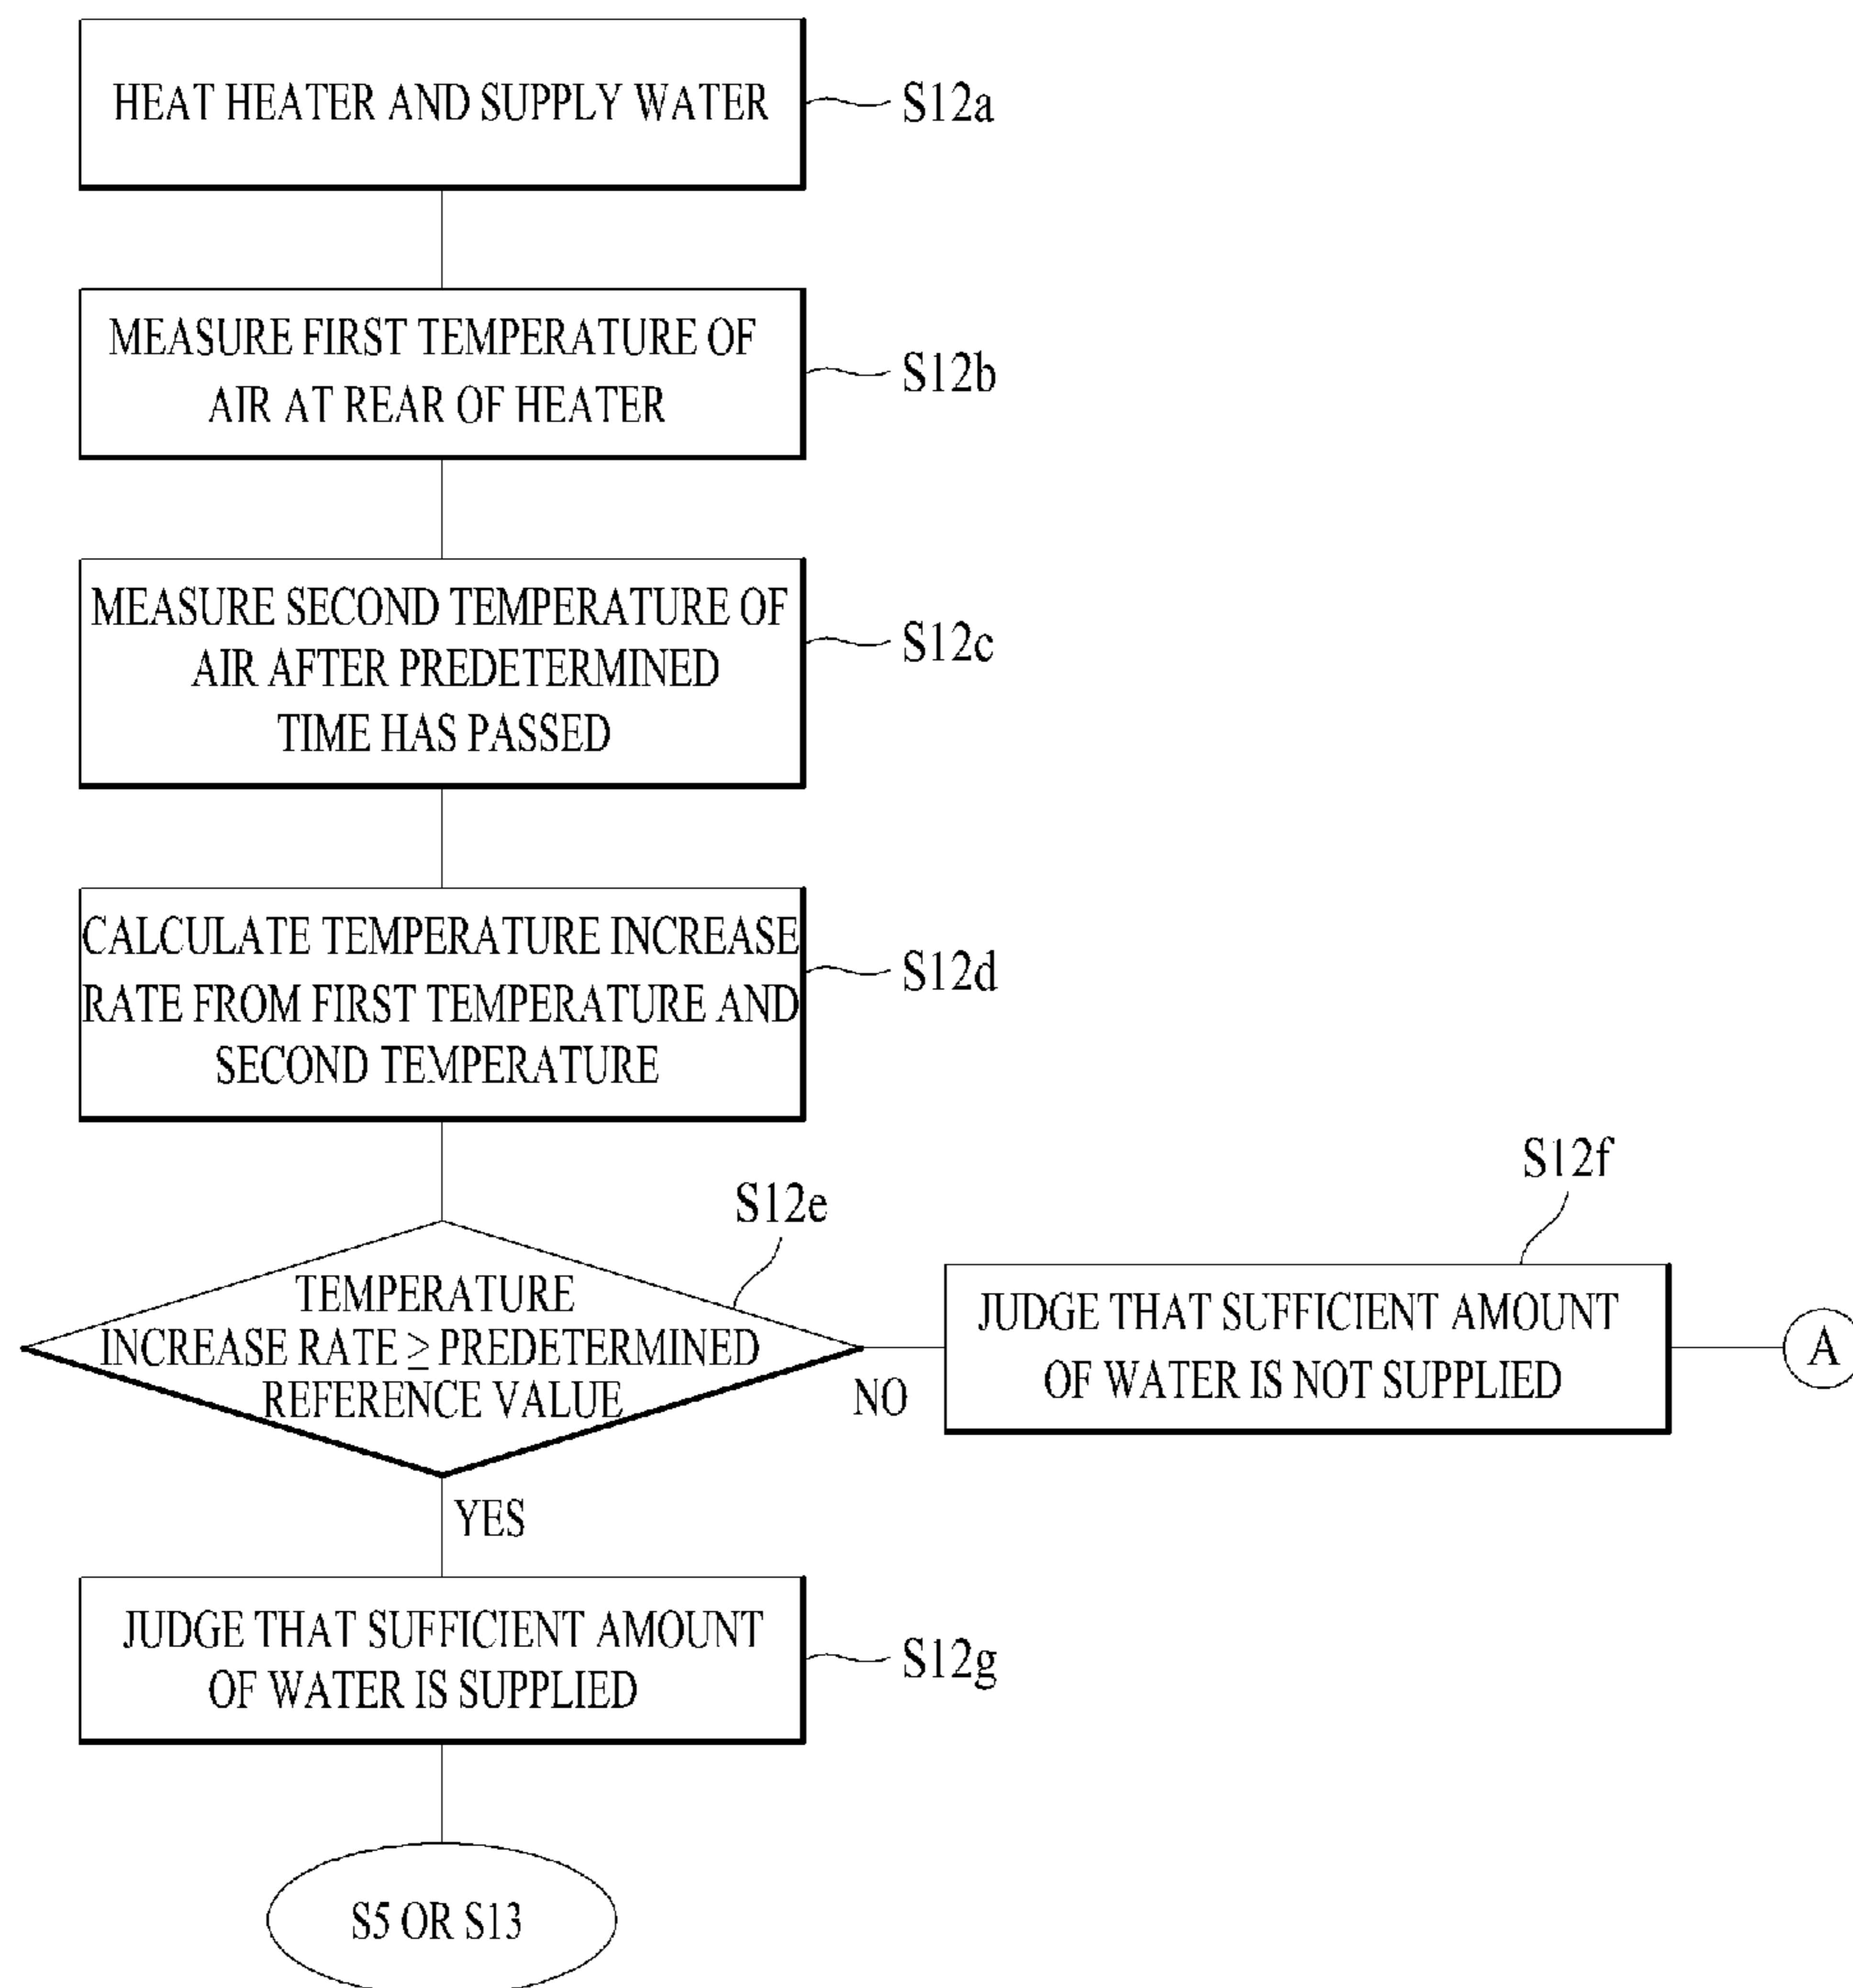 HEAT HEATER AND SUPPLY WATER
S12a
MEASURE FIRST TEMPERATURE OF
AIR AT REAR OF HEATER
S12b
MEASURE SECOND TEMPERATURE OF
AIR AFTER PREDETERMINED
TIME HAS PASSED
S12c
CALCULATE TEMPERATURE INCREASE
RATE FROM FIRST TEMPERATURE AND
SECOND TEMPERATURE
S12d
S12e
TEMPERATURE
INCREASE RATE ≥ PREDETERMINED
REFERENCE VALUE
NO
S12f
JUDGE THAT SUFFICIENT AMOUNT
OF WATER IS NOT SUPPLIED
A
YES
JUDGE THAT SUFFICIENT AMOUNT
OF WATER IS SUPPLIED
S12g
S5 OR S13